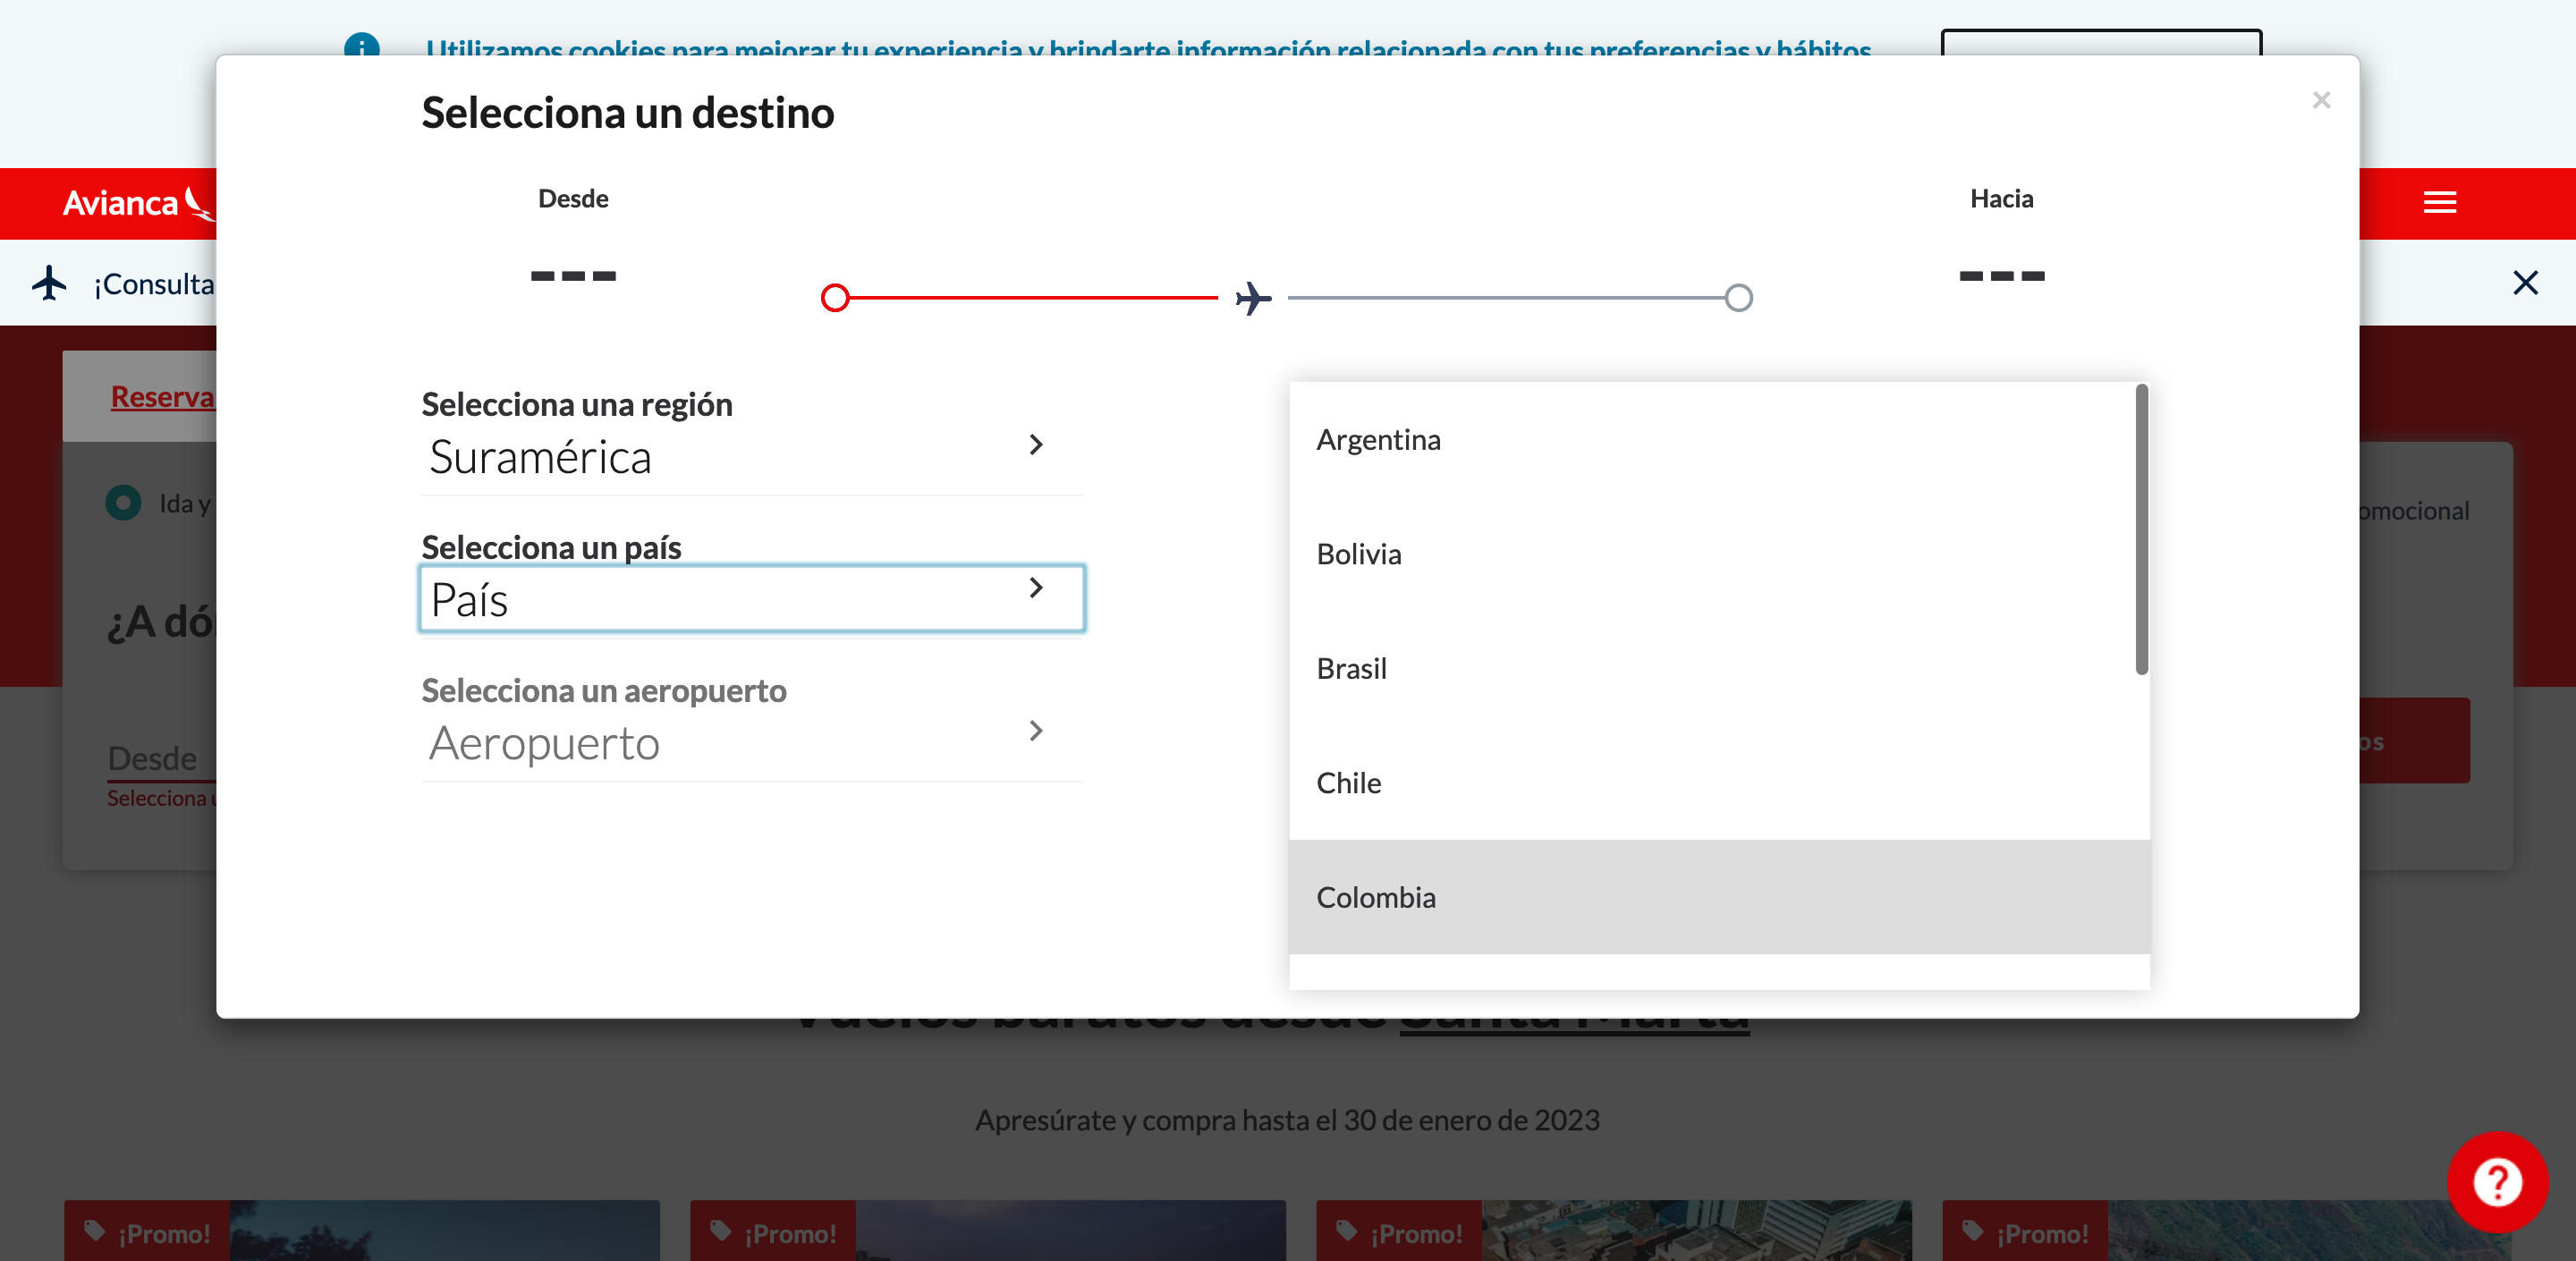 Utilizamos cookies para mejorar tu experiencia y brindarte información relacionada con tus preferencias y hábitos
Selecciona un destino
×
Desde
Hacia
Avianca
---
---
¡Consulta
Reserva
Selecciona una región
Suramérica
Argentina
Ida y
omocional
Selecciona un país
País
Bolivia
¿A dó
Brasil
Selecciona un aeropuerto
Aeropuerto
Desde
os
Chile
Selecciona u
Colombia
Vuelos baratos desde Santa Marta
Apresúrate y compra hasta el 30 de enero de 2023
?
¡Promo!
¡Promo!
¡Promo!
¡Promo!